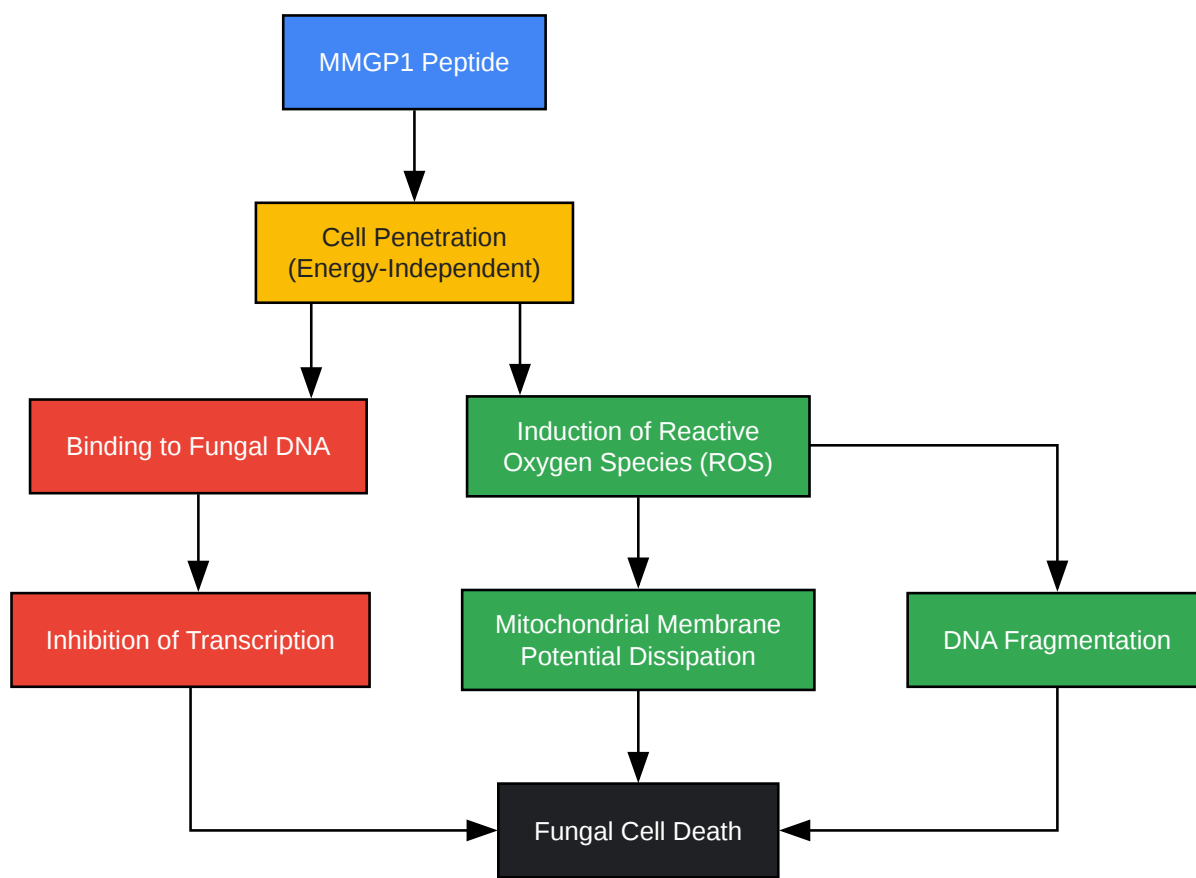 MMGP1 Peptide
Cell Penetration
(Energy-Independent)
Binding to Fungal DNA
Induction of Reactive
Oxygen Species (ROS)
Inhibition of Transcription
Mitochondrial Membrane
Potential Dissipation
DNA Fragmentation
Fungal Cell Death